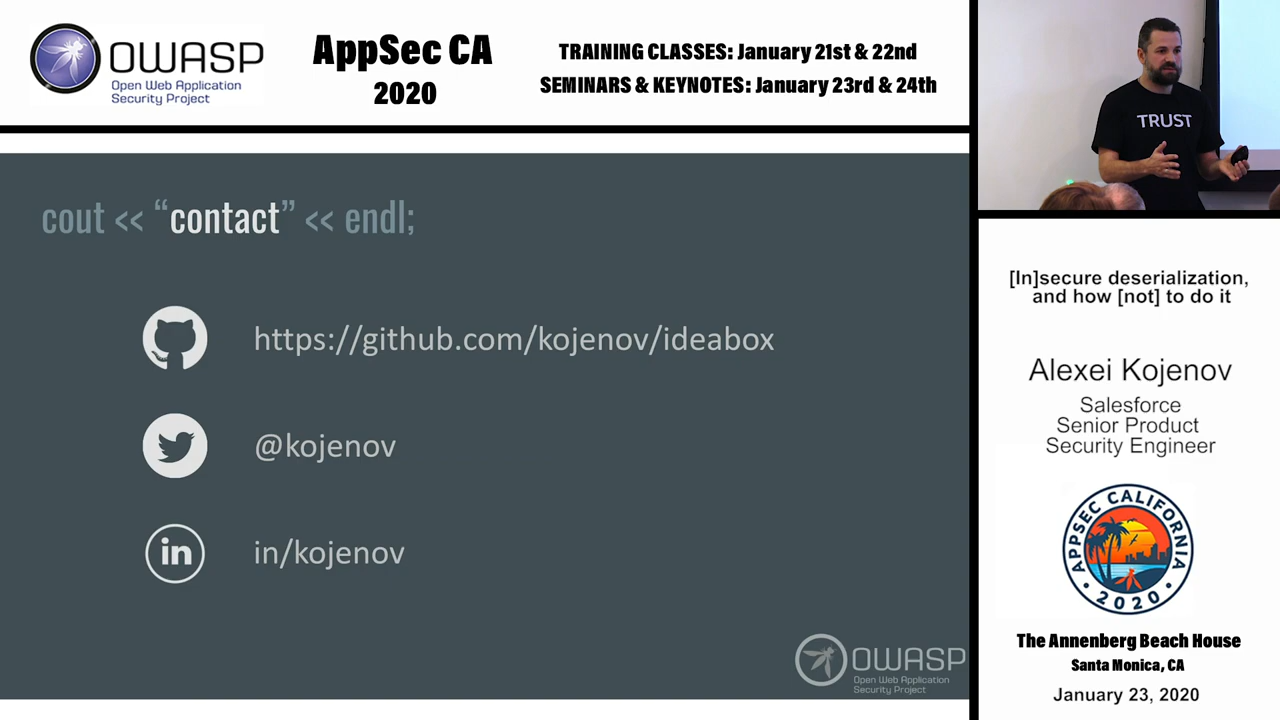 OWASP
Open Web Application
Security Project
AppSec CA
2020
TRAINING CLASSES: January 21st & 22nd
SEMINARS & KEYNOTES: January 23rd & 24th
cout << “contact” << endl;
https://github.com/kojenov/ideabox
@kojenov
in in/kojenov
OWASP
Open Web Application
Security Project
TRUST
[In]secure deserialization,
and how [not] to do it
Alexei Kojenov
Salesforce
Senior Product
Security Engineer
APPSEC CALIFORNIA
• 2020 •
The Annenberg Beach House
Santa Monica, CA
January 23, 2020